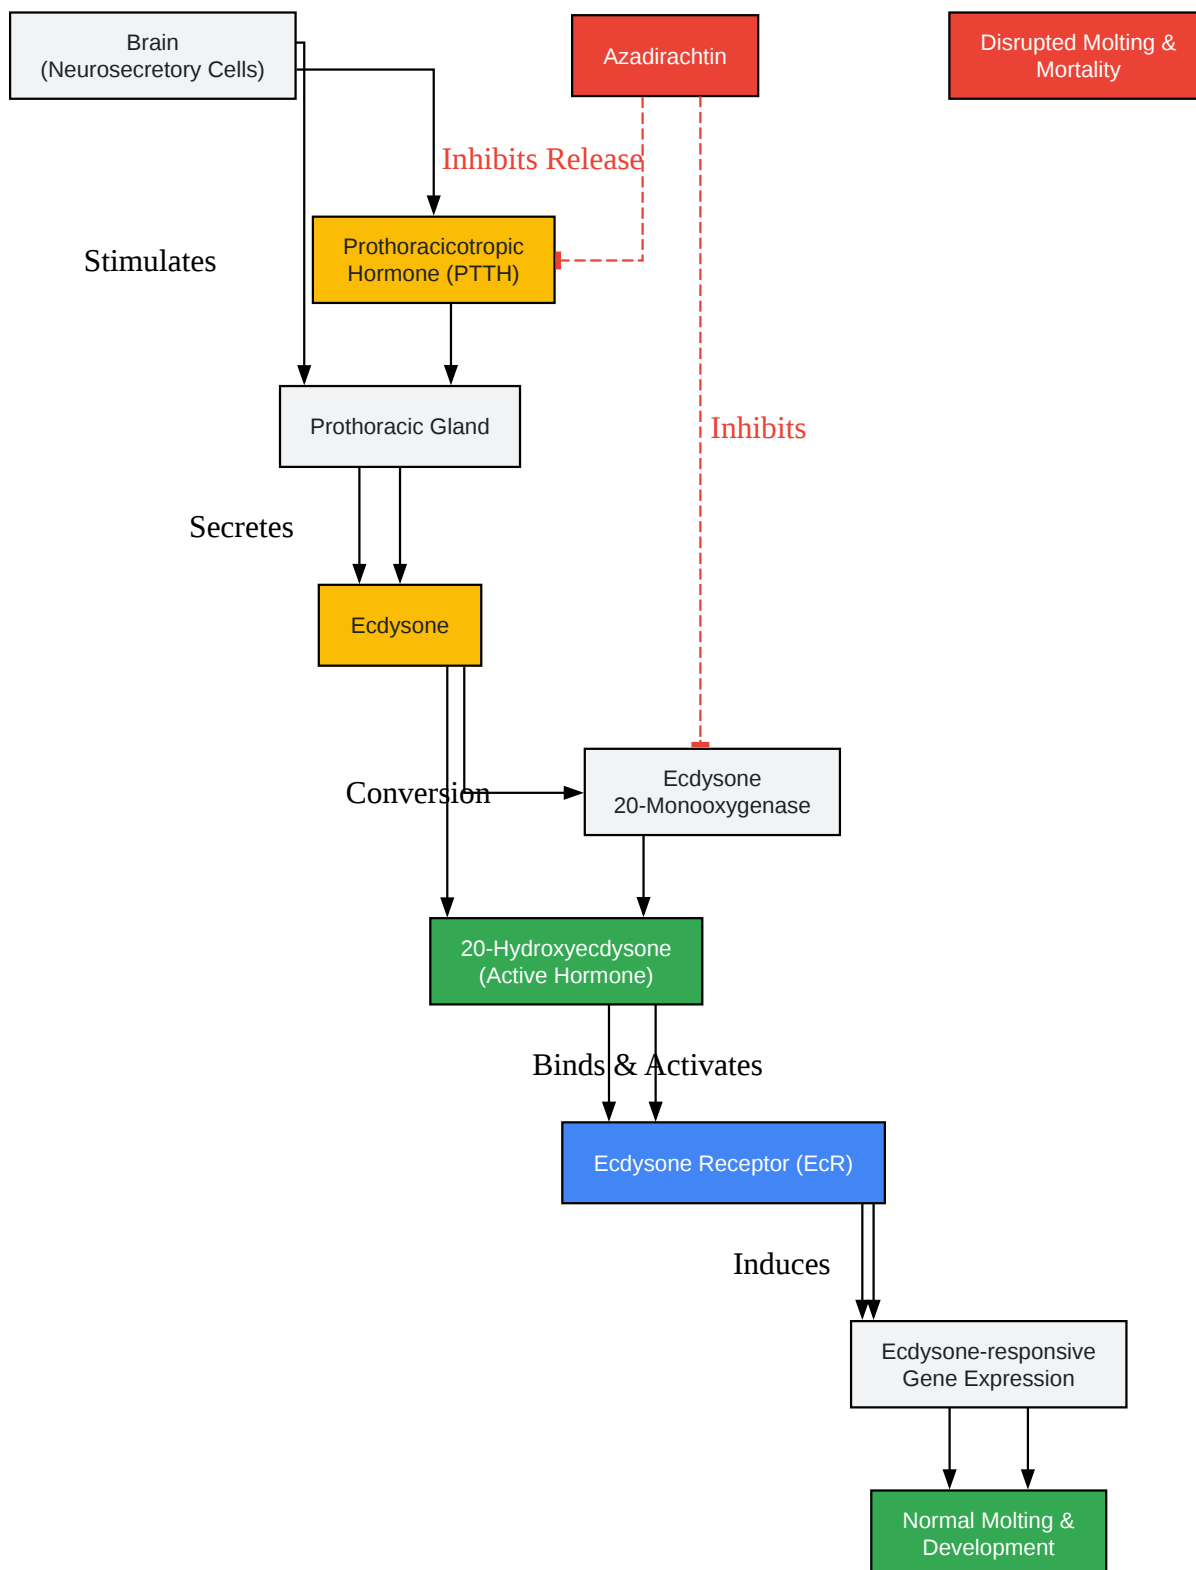 Brain
(Neurosecretory Cells)
Azadirachtin
Disrupted Molting &
Mortality
Inhibits Release
Stimulates
Prothoracicotropic
Hormone (PTTH)
Prothoracic Gland
Inhibits
Secretes
Ecdysone
Conversion
Ecdysone
20-Monooxygenase
20-Hydroxyecdysone
(Active Hormone)
Binds & Activates
Ecdysone Receptor (EcR)
Induces
Ecdysone-responsive
Gene Expression
Normal Molting &
Development